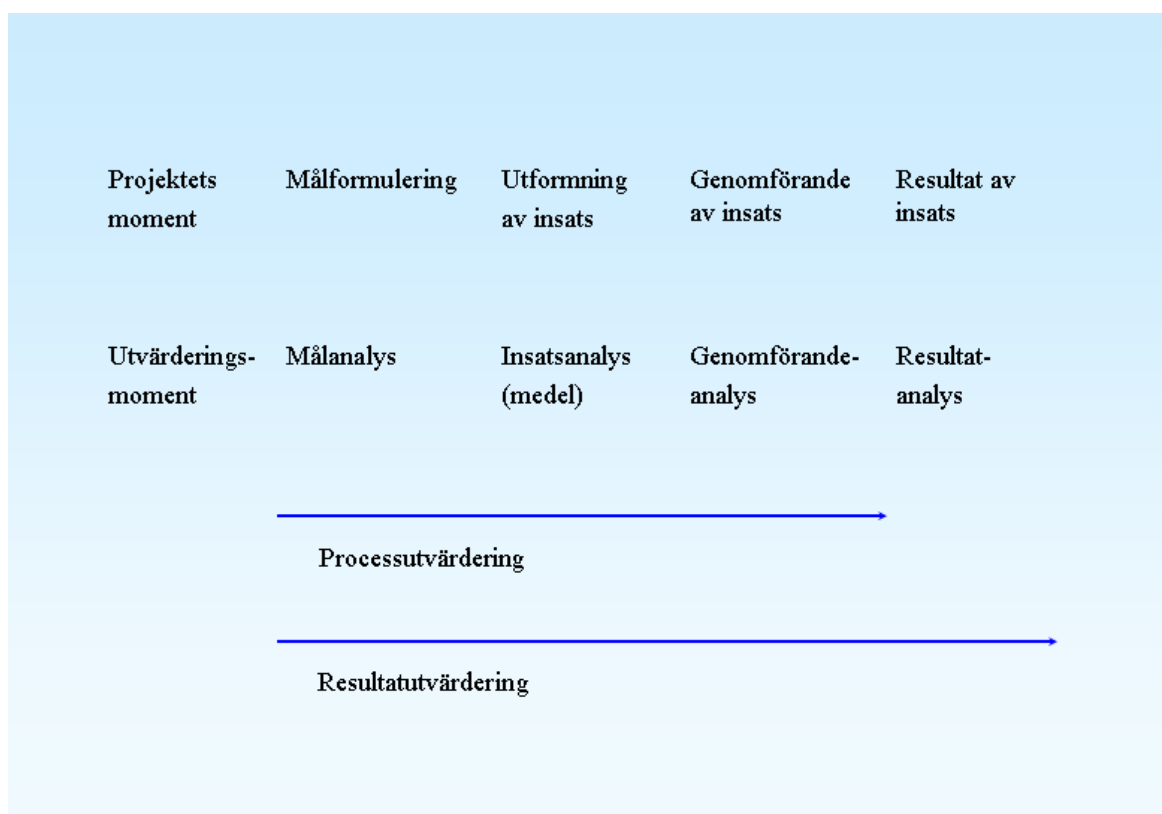 Projektets Målformulering Utformning Genomförande Resultat av
moment av insats av insats insats
Utvärderings- Målanalys Insatsanalys Genomförande- Resultat-
moment (medel) analys analys
Processutvärdering
Resultatutvärdering